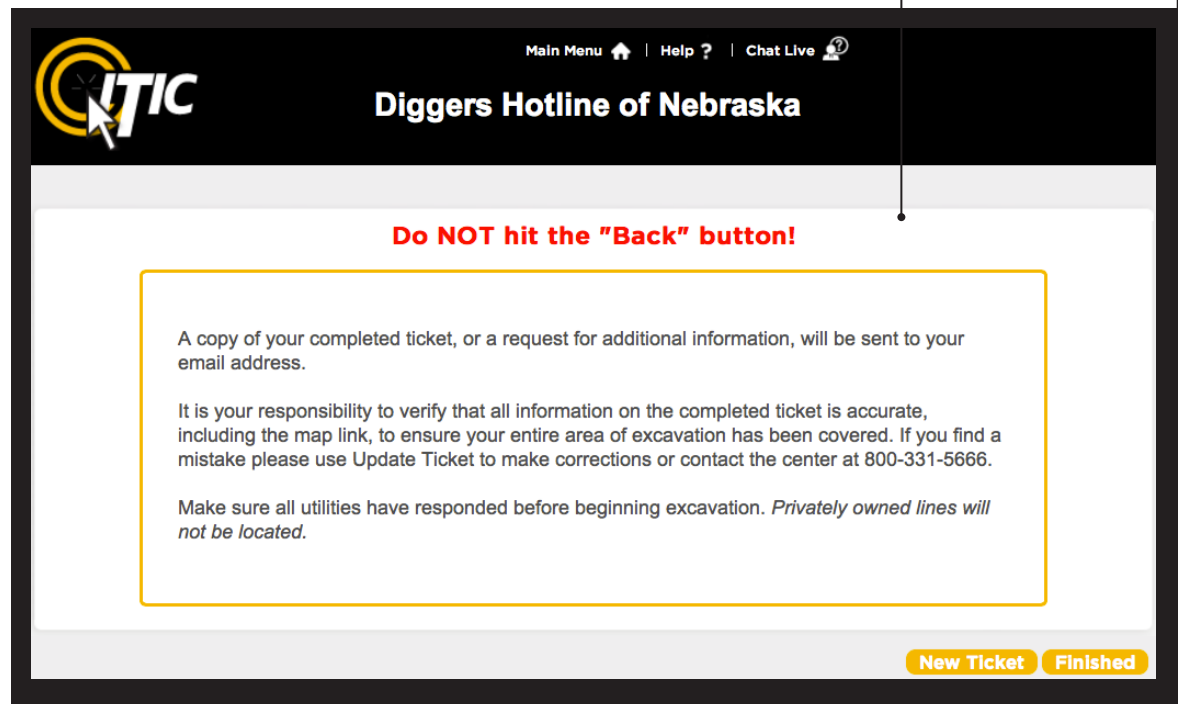 Main Menu | Help ? | Chat Live
ITIC
Diggers Hotline of Nebraska
Do NOT hit the "Back" button!
A copy of your completed ticket, or a request for additional information, will be sent to your
email address.
It is your responsibility to verify that all information on the completed ticket is accurate,
including the map link, to ensure your entire area of excavation has been covered. If you find a
mistake please use Update Ticket to make corrections or contact the center at 800-331-5666.
Make sure all utilities have responded before beginning excavation. Privately owned lines will
not be located.
New Ticket Finished